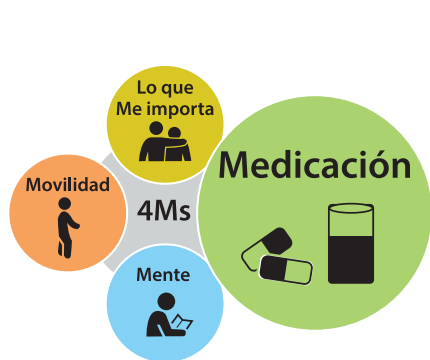 Lo que
Me importa
Medicación
Movilidad
4Ms
Mente